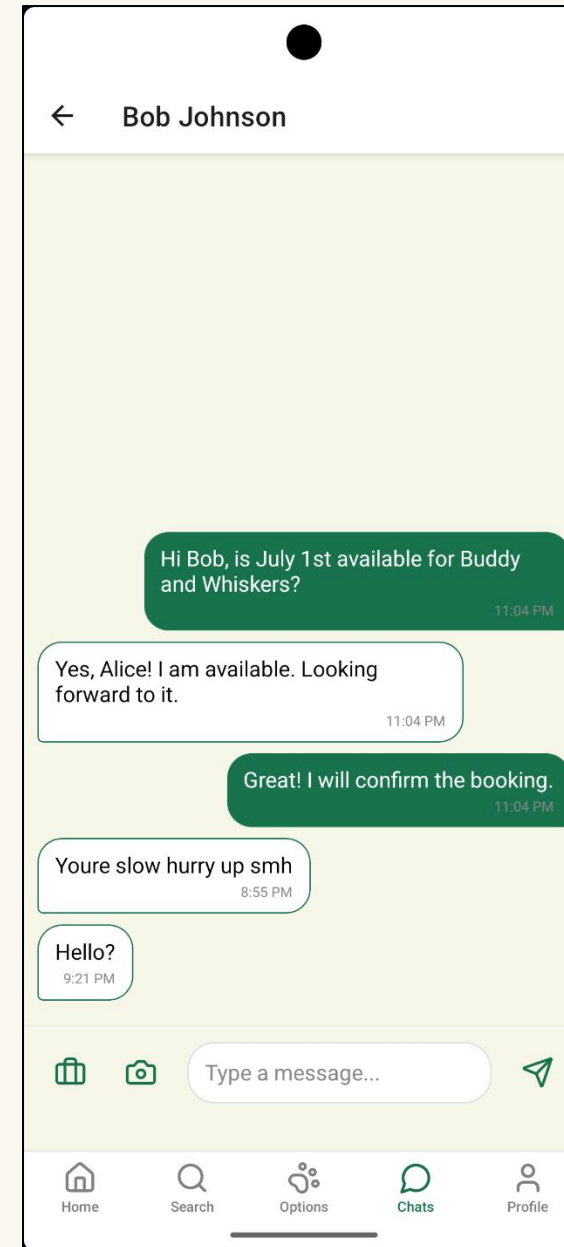 Bob Johnson
Hi Bob, is July 1st available for Buddy
and Whiskers?
11:04 PM
Yes, Alice! I am available. Looking
forward to it.
11:04 PM
Great! I will confirm the booking.
11:04 PM
Youre slow hurry up smh
8:55 PM
Hello?
9:21 PM
Type a message...
Home
Search
Options
Chats
Profile